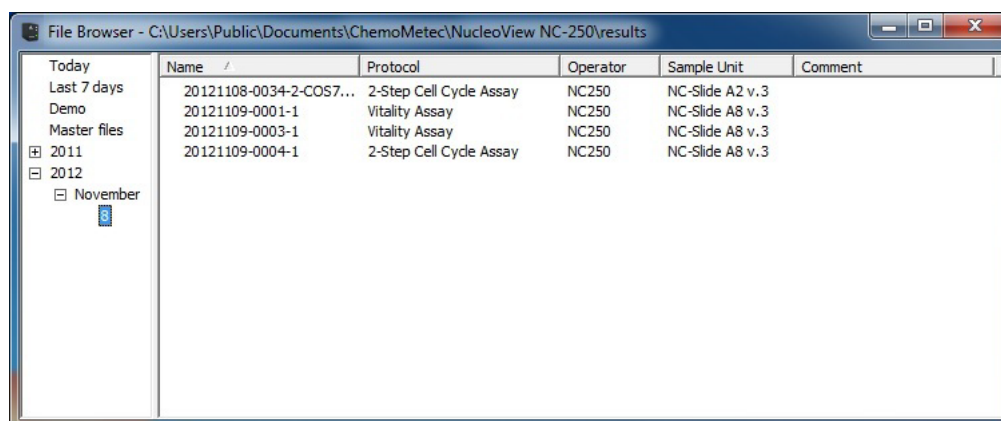 File Browser - C:\Users\Public\Documents\ChemoMetec\NucleoView NC-250\results
Today
Last 7 days
Demo
Master files
2011
2012
November
8
Name Protocol Operator Sample Unit Comment
20121108-0034-2-COS7... 2-Step Cell Cycle Assay NC250 NC-Slide A2 v.3
20121109-0001-1 Vitality Assay NC250 NC-Slide A8 v.3
20121109-0003-1 Vitality Assay NC250 NC-Slide A8 v.3
20121109-0004-1 2-Step Cell Cycle Assay NC250 NC-Slide A8 v.3